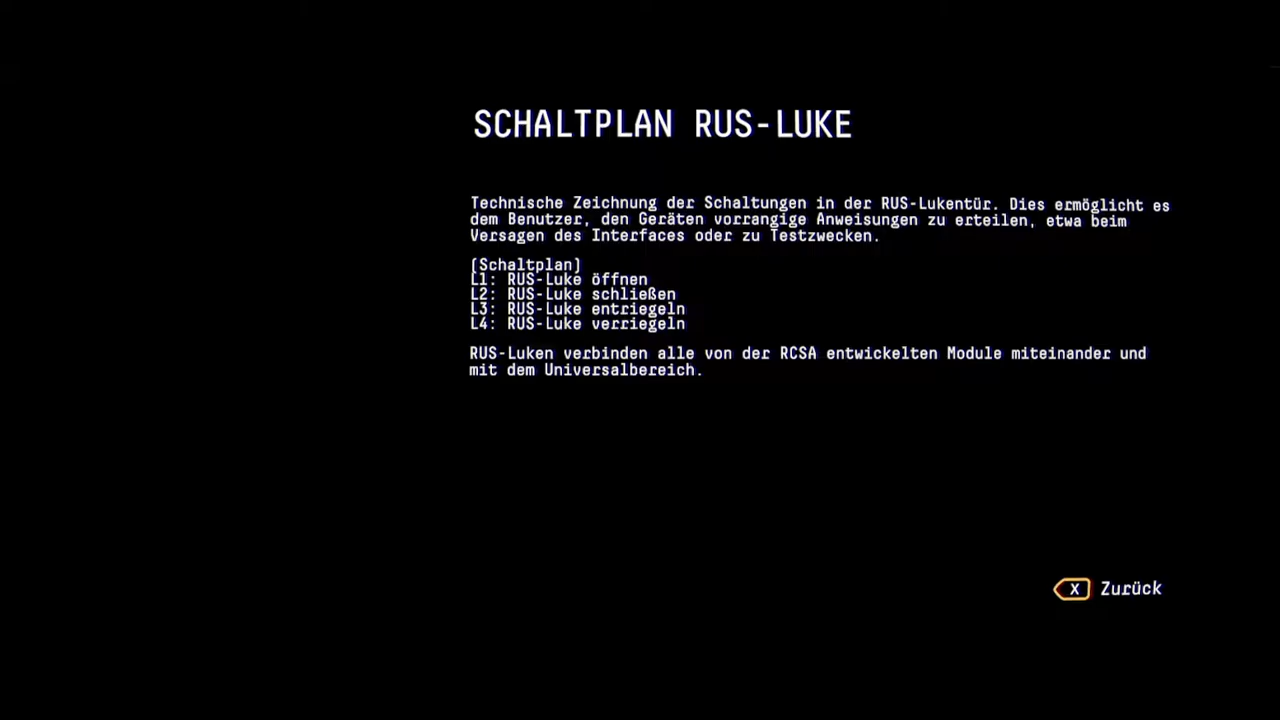 SCHALTPLAN RUS-LUKE
Technische Zeichnung der Schaltungen in der RUS-Lukentür. Dies ermöglicht es
dem Benutzer, den Geräten vorrangige Anweisungen zu erteilen, etwa beim
Versagen des Interfaces oder zu Testzwecken.
(Schaltplan)
L1: RUS-Luke öffnen
L2: RUS-Luke schließen
L3: RUS-Luke entriegeln
L4: RUS-Luke verriegeln
RUS-Luken verbinden alle von der RCSA entwickelten Module miteinander und
mit dem Universalbereich.
X Zurück